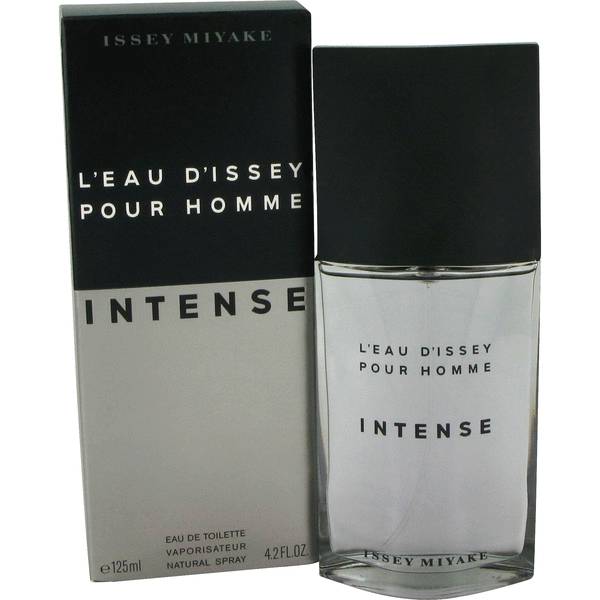 ISSEY MIYAKE
L'EAU D'ISSEY
POUR HOMME
INTENSE
EAU DE TOILETTE
VAPORISATEUR
NATURAL SPRAY
℮125ml
4.2FL.OZ.
L'EAU D'ISSEY
POUR HOMME
INTENSE
ISSEY MIYAKE